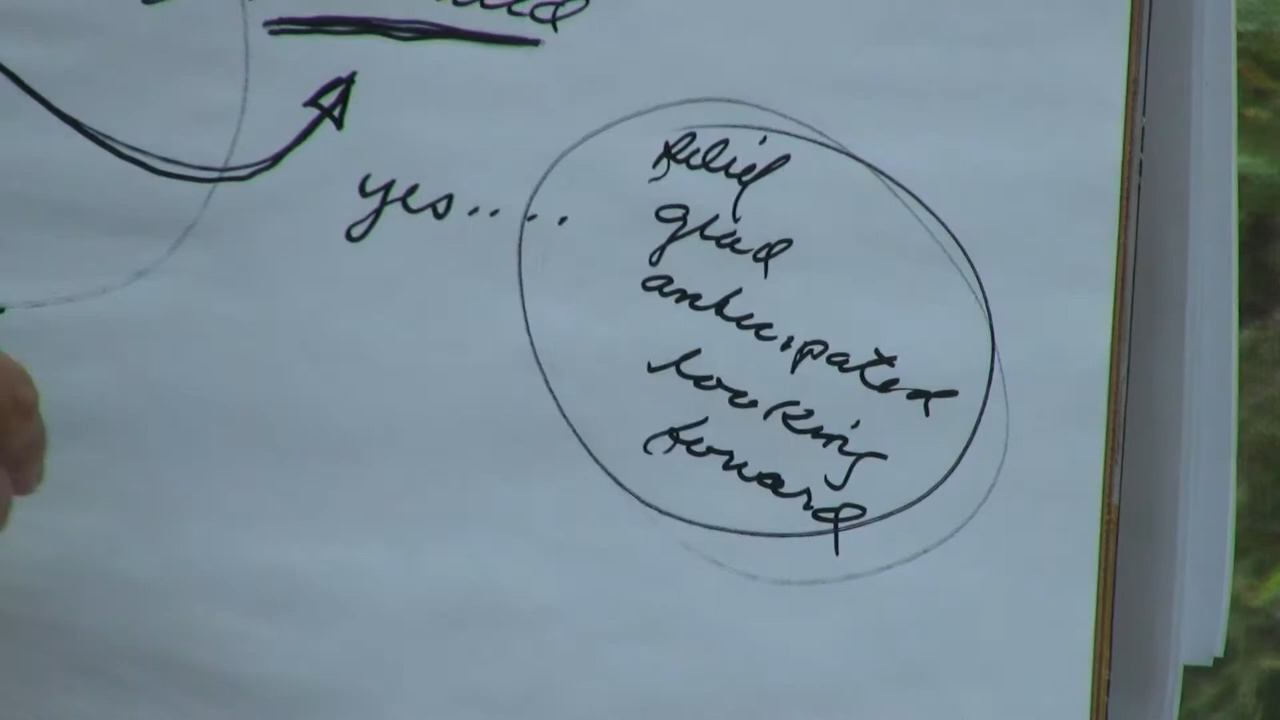 yes....
Relief
glad
anticipated
looking
forward